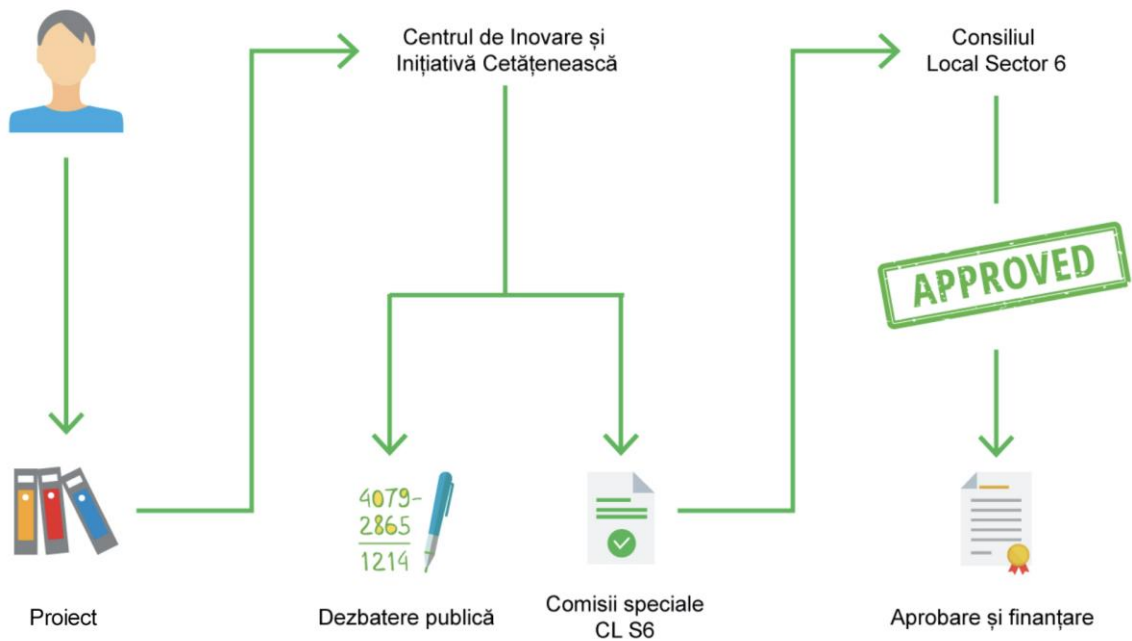 Centrul de Inovare și
Inițiativă Cetățenească
Consiliul
Local Sector 6
APPROVED
4079-
2865
1214
Proiect
Dezbatere publică
Comisii speciale
CL S6
Aprobare și finanțare